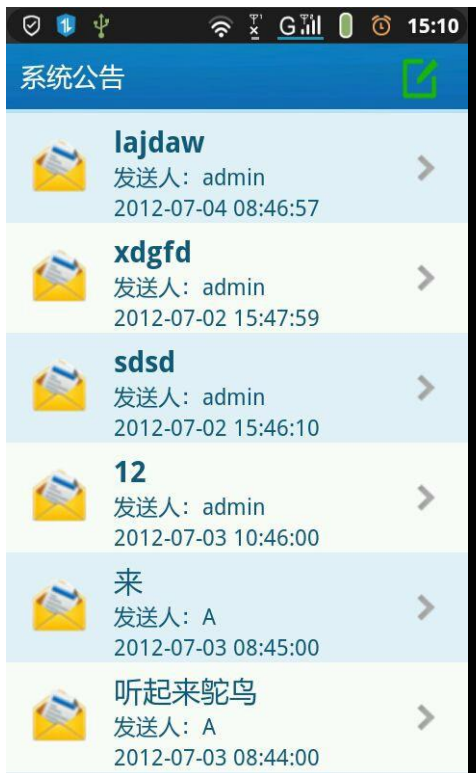 15:10
系统公告
lajdaw
发送人：admin
2012-07-04 08:46:57
xdgfd
发送人：admin
2012-07-02 15:47:59
sdsd
发送人：admin
2012-07-02 15:46:10
12
发送人：admin
2012-07-03 10:46:00
来
发送人：A
2012-07-03 08:45:00
听起来鸵鸟
发送人：A
2012-07-03 08:44:00